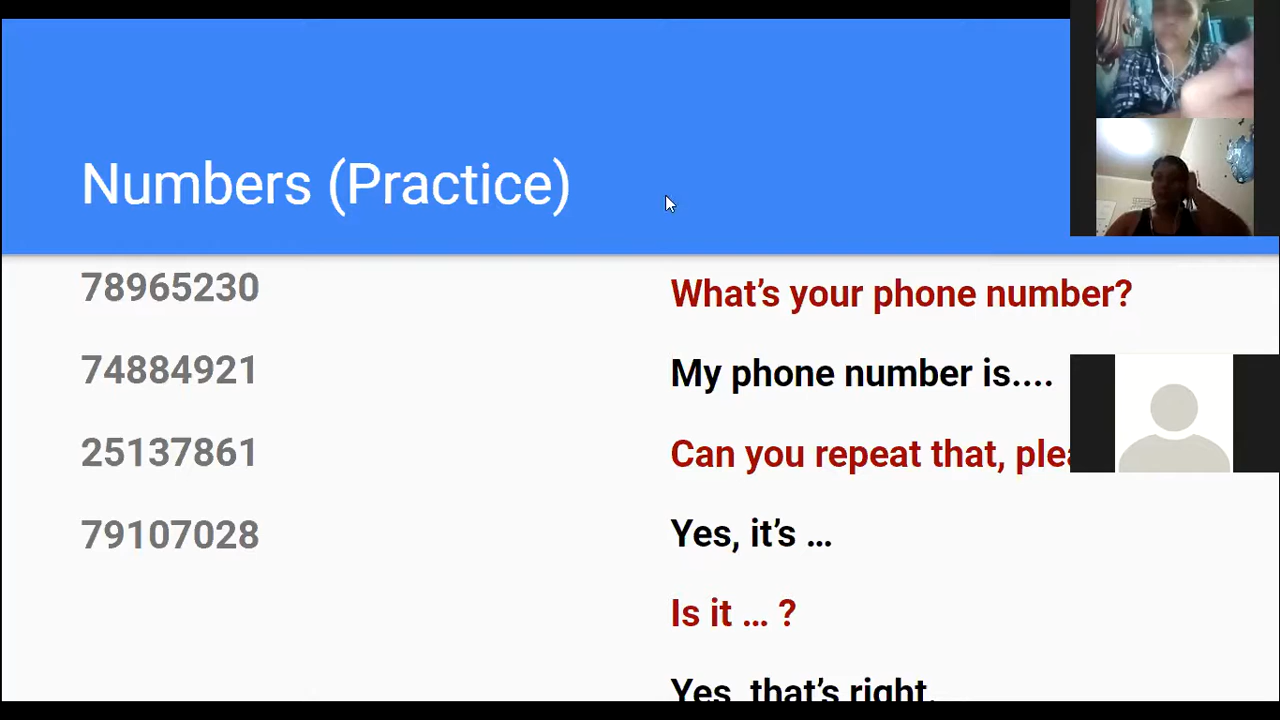 Numbers (Practice)
78965230
74884921
25137861
79107028
What's your phone number?
My phone number is....
Can you repeat that,
Yes, it's ...
Is it ... ?
Yes, that's right.